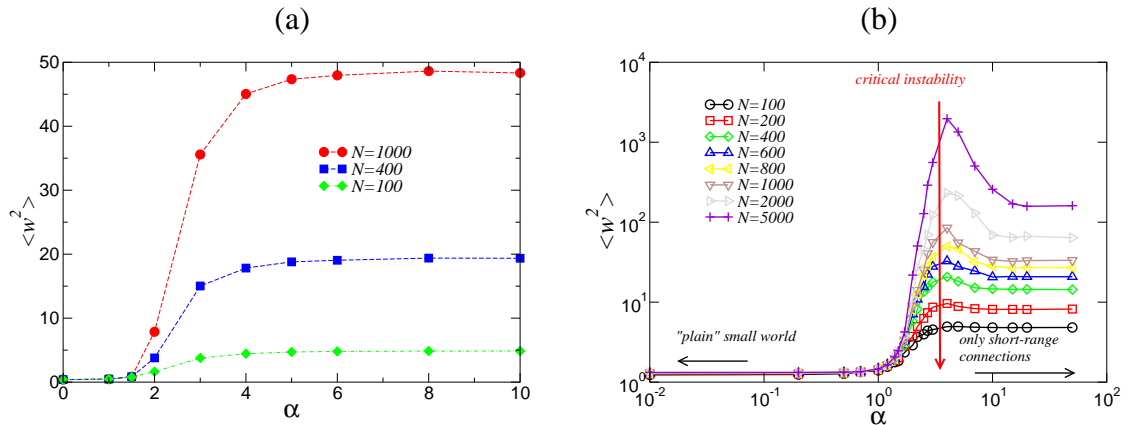 (a)
50
40
30
20
10
0
<w²>
N=1000
N=400
N=100
0 2 4 6 8 10
α
(b)
10⁴
10³
10²
10¹
10⁰
<w²>
critical instability
N=100
N=200
N=400
N=600
N=800
N=1000
N=2000
N=5000
"plain" small world
only short-range
connections
10⁻² 10⁻¹ 10⁰ 10¹ 10²
α